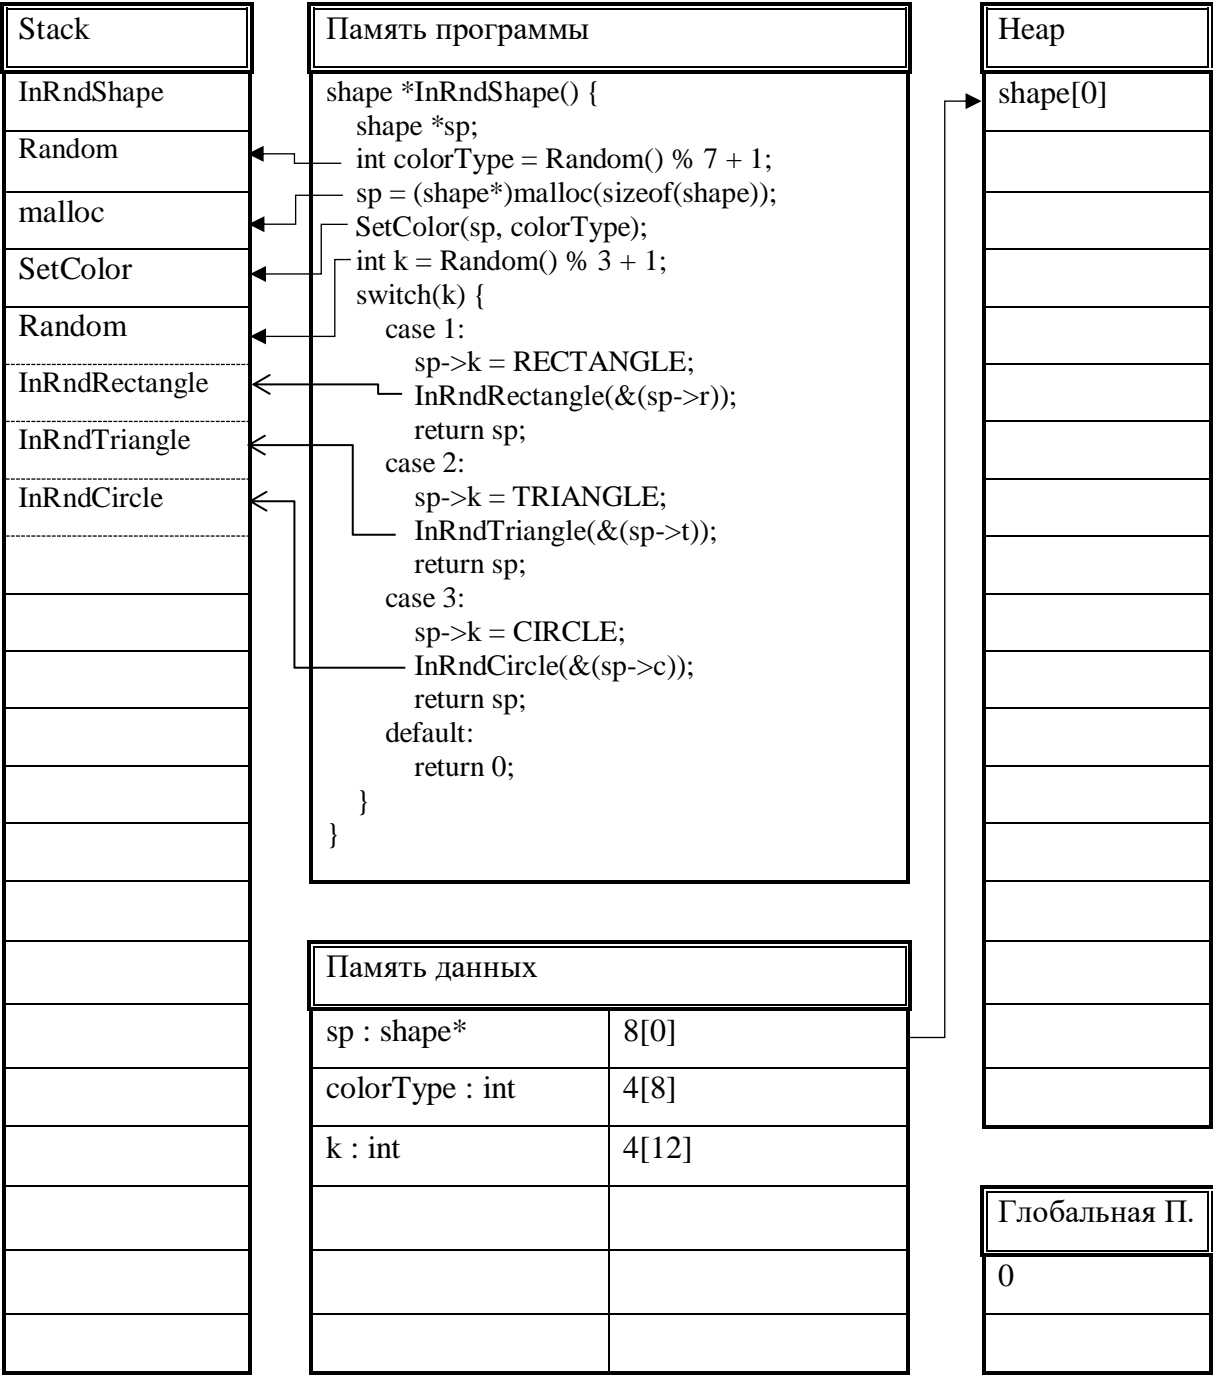 Stack
InRndShape
Random
malloc
SetColor
Random
InRndRectangle
InRndTriangle
InRndCircle
Память программы
shape *InRndShape() {
shape *sp;
int colorType = Random() % 7 + 1;
sp = (shape*)malloc(sizeof(shape));
SetColor(sp, colorType);
int k = Random() % 3 + 1;
switch(k) {
case 1:
sp->k = RECTANGLE;
InRndRectangle(&(sp->r));
return sp;
case 2:
sp->k = TRIANGLE;
InRndTriangle(&(sp->t));
return sp;
case 3:
sp->k = CIRCLE;
InRndCircle(&(sp->c));
return sp;
default:
return 0;
}
}
Память данных
sp : shape* 8[0]
colorType : int 4[8]
k : int 4[12]
Heap
shape[0]
Глобальная П.
0